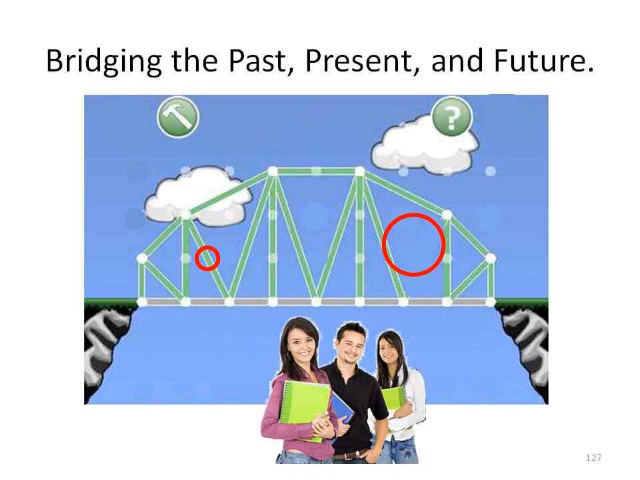 Bridging the Past, Present, and Future.
?
127